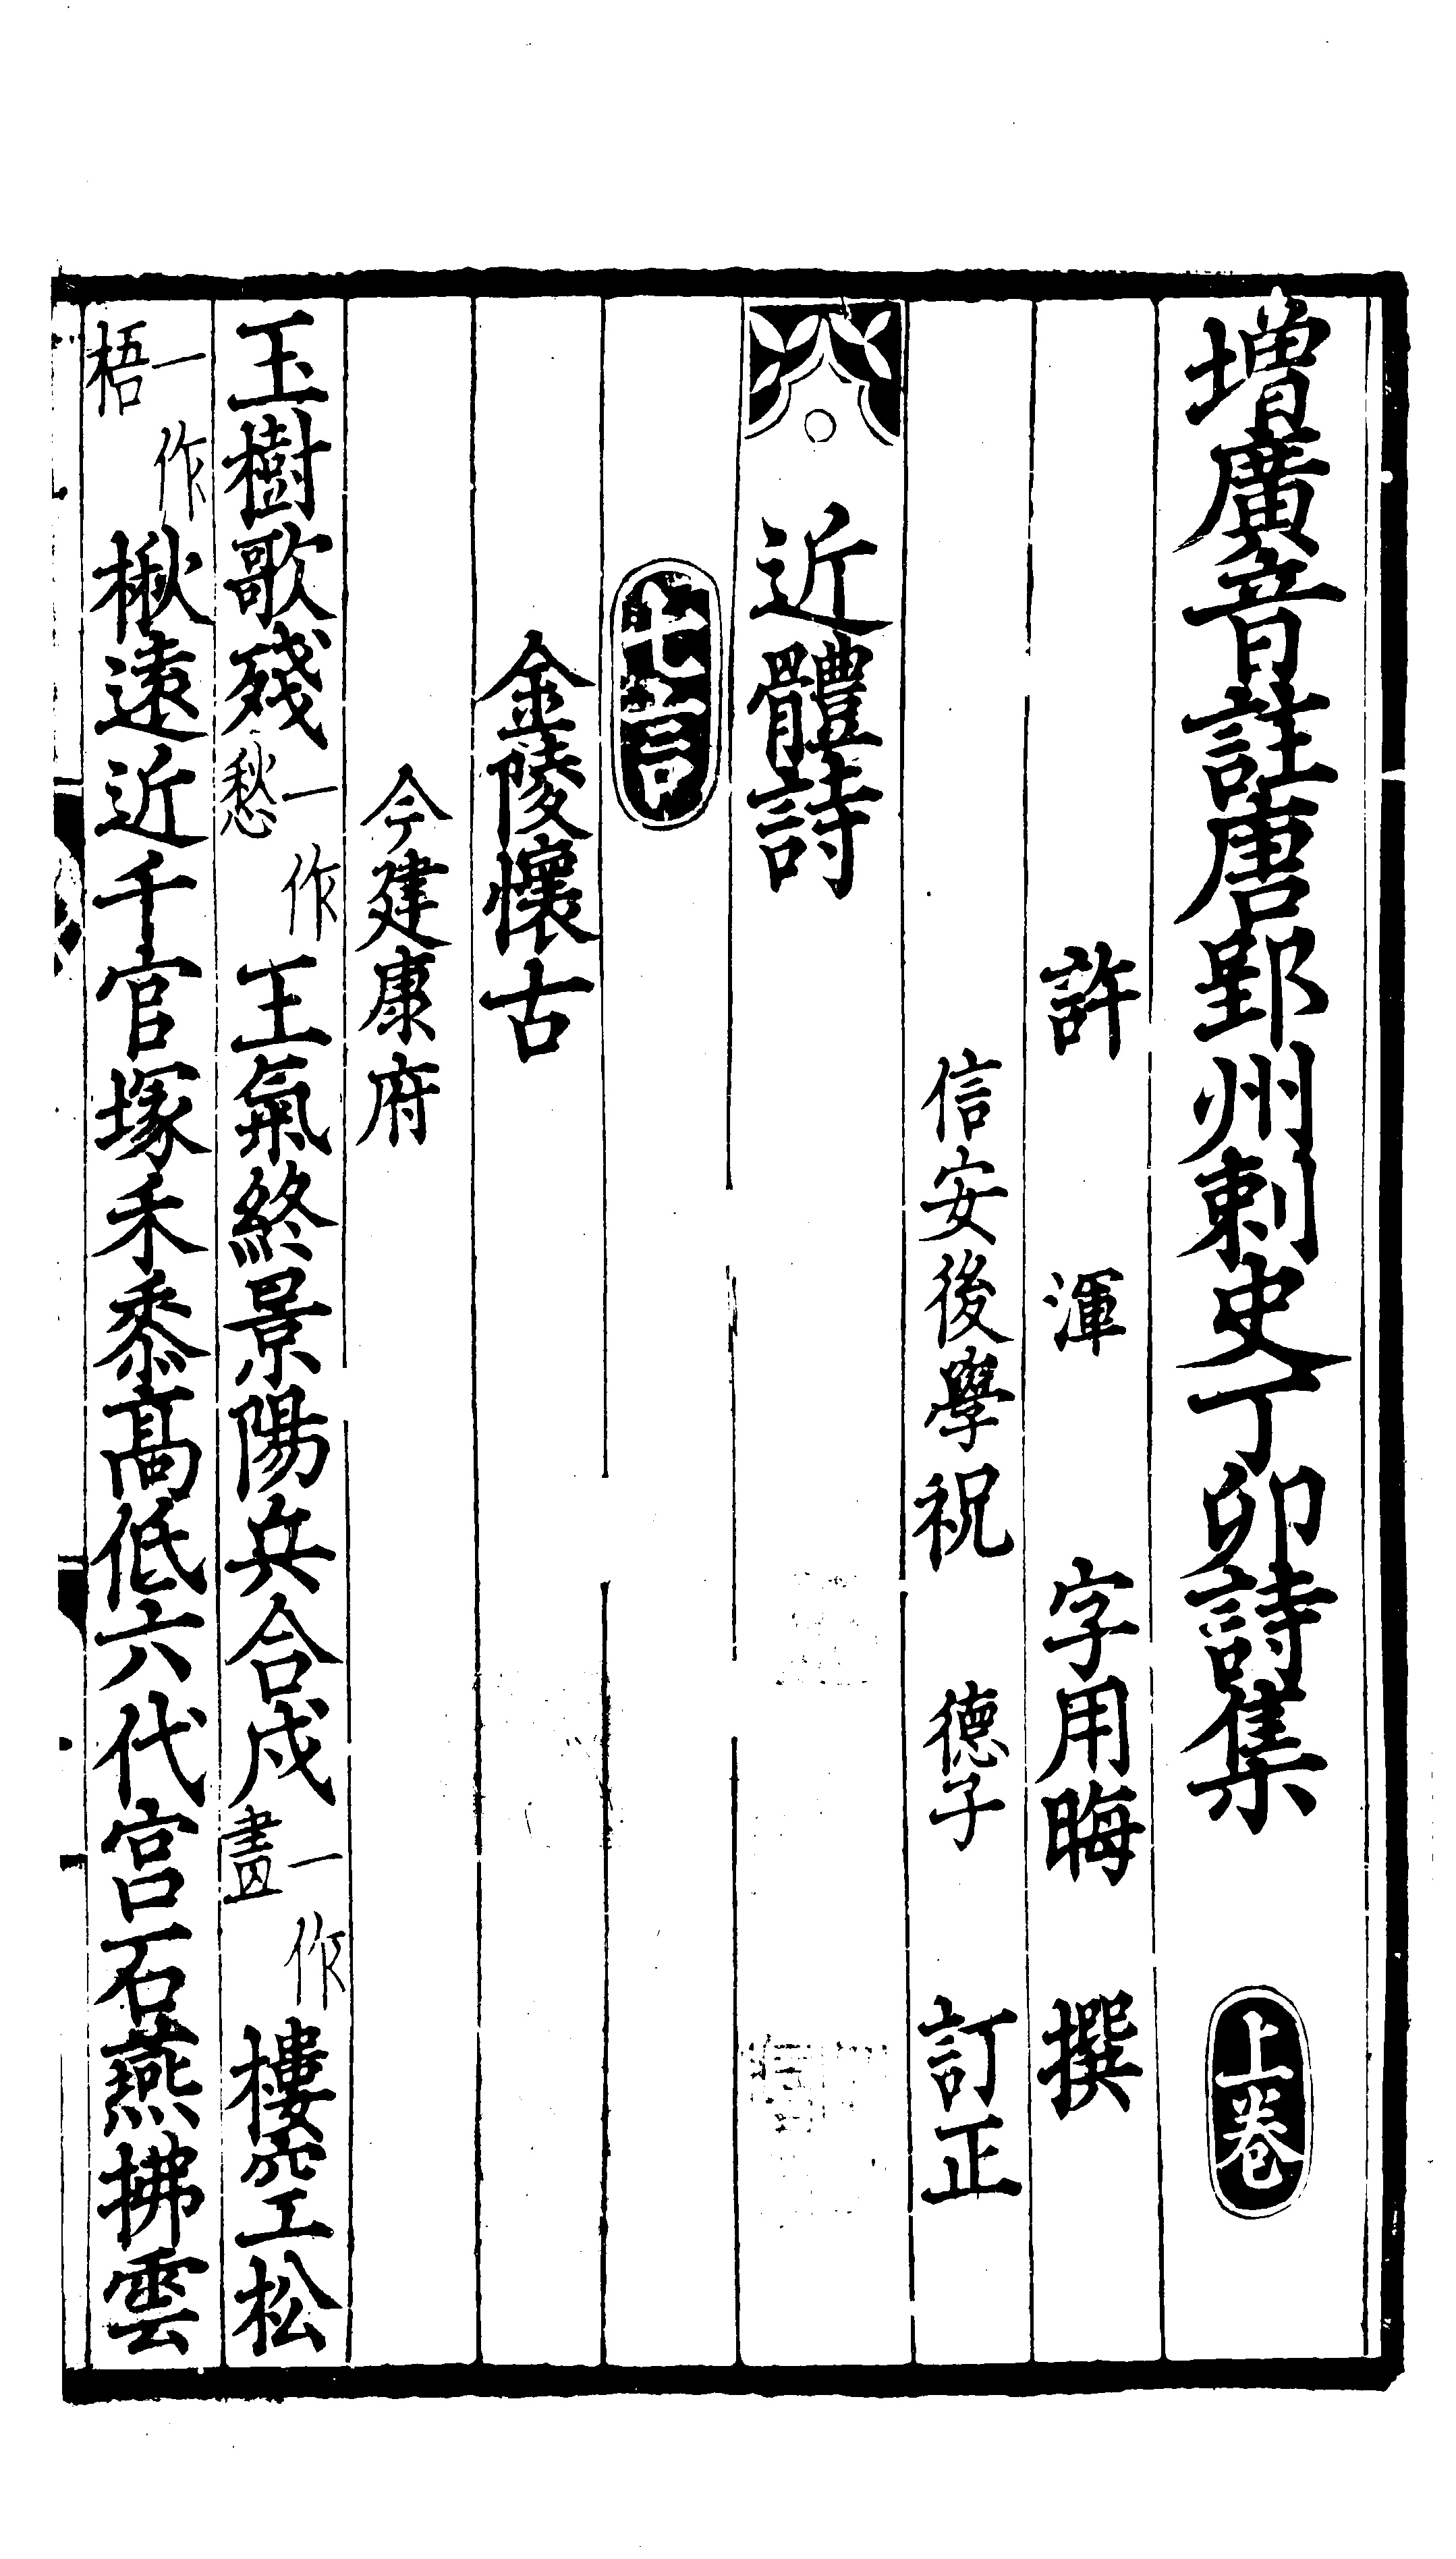 增廣音註唐郢州刺史丁卯詩集 上卷
許渾字用晦撰
信安後學祝德子訂正
近體詩
七言
金陵懷古
今建康府
玉樹歌殘一作愁王氣終景陽兵合戍一作畫樓空松
一作梧楸遠近千官塚禾黍高低六代宮石燕拂雲